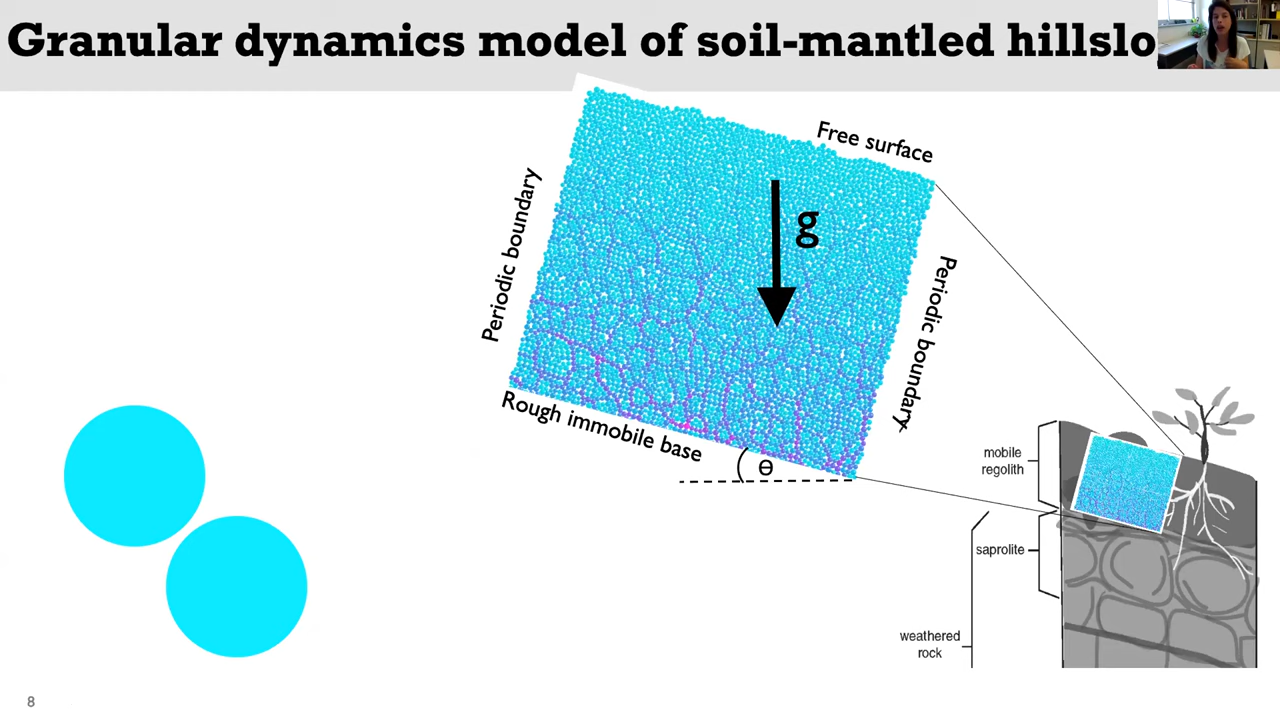 Granular dynamics model of soil-mantled hillslo
Free surface
Periodic boundary
g
Periodic boundary
Rough immobile base
θ
mobile
regolith
saprolite
weathered
rock
8